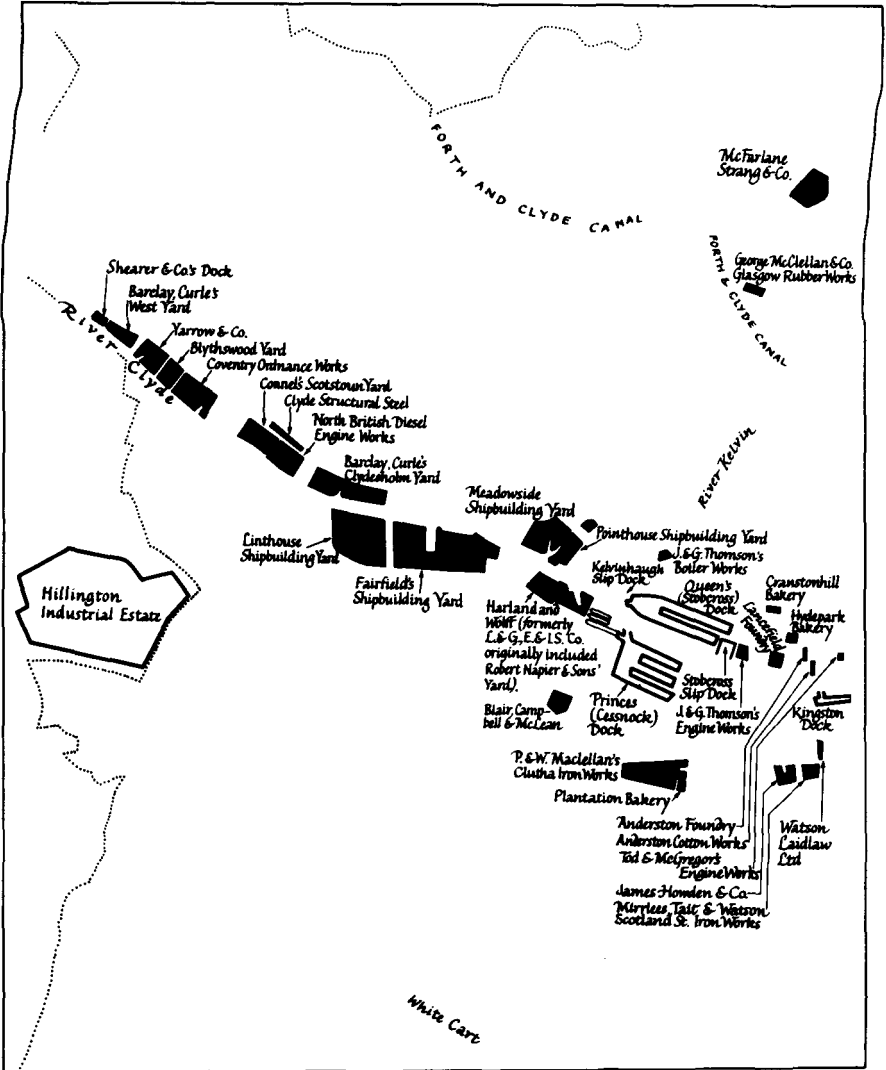 FORTH AND CLYDE CANAL
McFarlane
Strang & Co.
FORTH & CLYDE CANAL
George McClellan & Co.
Glasgow Rubber Works
Shearer & Co's Dock
Barclay, Curle's
West Yard
River Clyde
Yarrow & Co.
Blythswood Yard
Coventry Ordnance Works
Connel's Scotstoun Yard
Clyde Structural Steel
North British Diesel
Engine Works
Barclay, Curle's
Clydesholm Yard
River Kelvin
Meadowside
Shipbuilding Yard
Pointhouse Shipbuilding Yard
Linthouse
Shipbuilding Yard
Fairfield's
Shipbuilding Yard
Kelvinhaugh
Slip Dock
J. & G. Thomson's
Boiler Works
Queen's
(Stobcross)
Dock
Cranstonhill
Bakery
Lancefield
Foundry
Hydepark
Bakery
Hillington
Industrial Estate
Harland and
Wolff (formerly
L. & G., E. & I.S. Co.
originally included
Robert Napier & Sons'
Yard).
Stobcross
Slip Dock
Princes
(Cessnock)
Dock
J. & G. Thomson's
Engine Works
Kingston
Dock
Blair, Camp-
bell & McLean
P. & W. Maclellan's
Clutha Iron Works
Plantation Bakery
Anderston Foundry
Anderston Cotton Works
Tod & McGregor's
Engine Works
James Howden & Co.
Mirrlees, Tait & Watson
Scotland St. Iron Works
Watson
Laidlaw
Ltd
White Cart